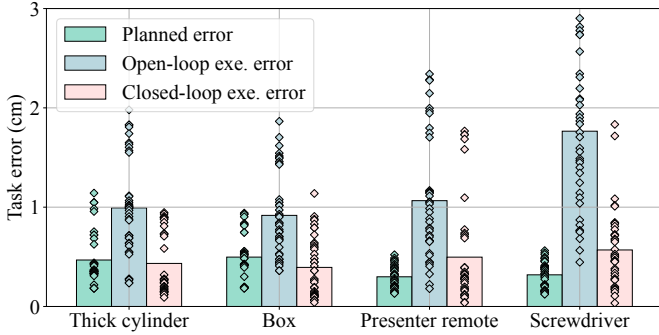 3
2
1
0
Task error (cm)
Planned error
Open-loop exe. error
Closed-loop exe. error
Thick cylinder
Box
Presenter remote
Screwdriver